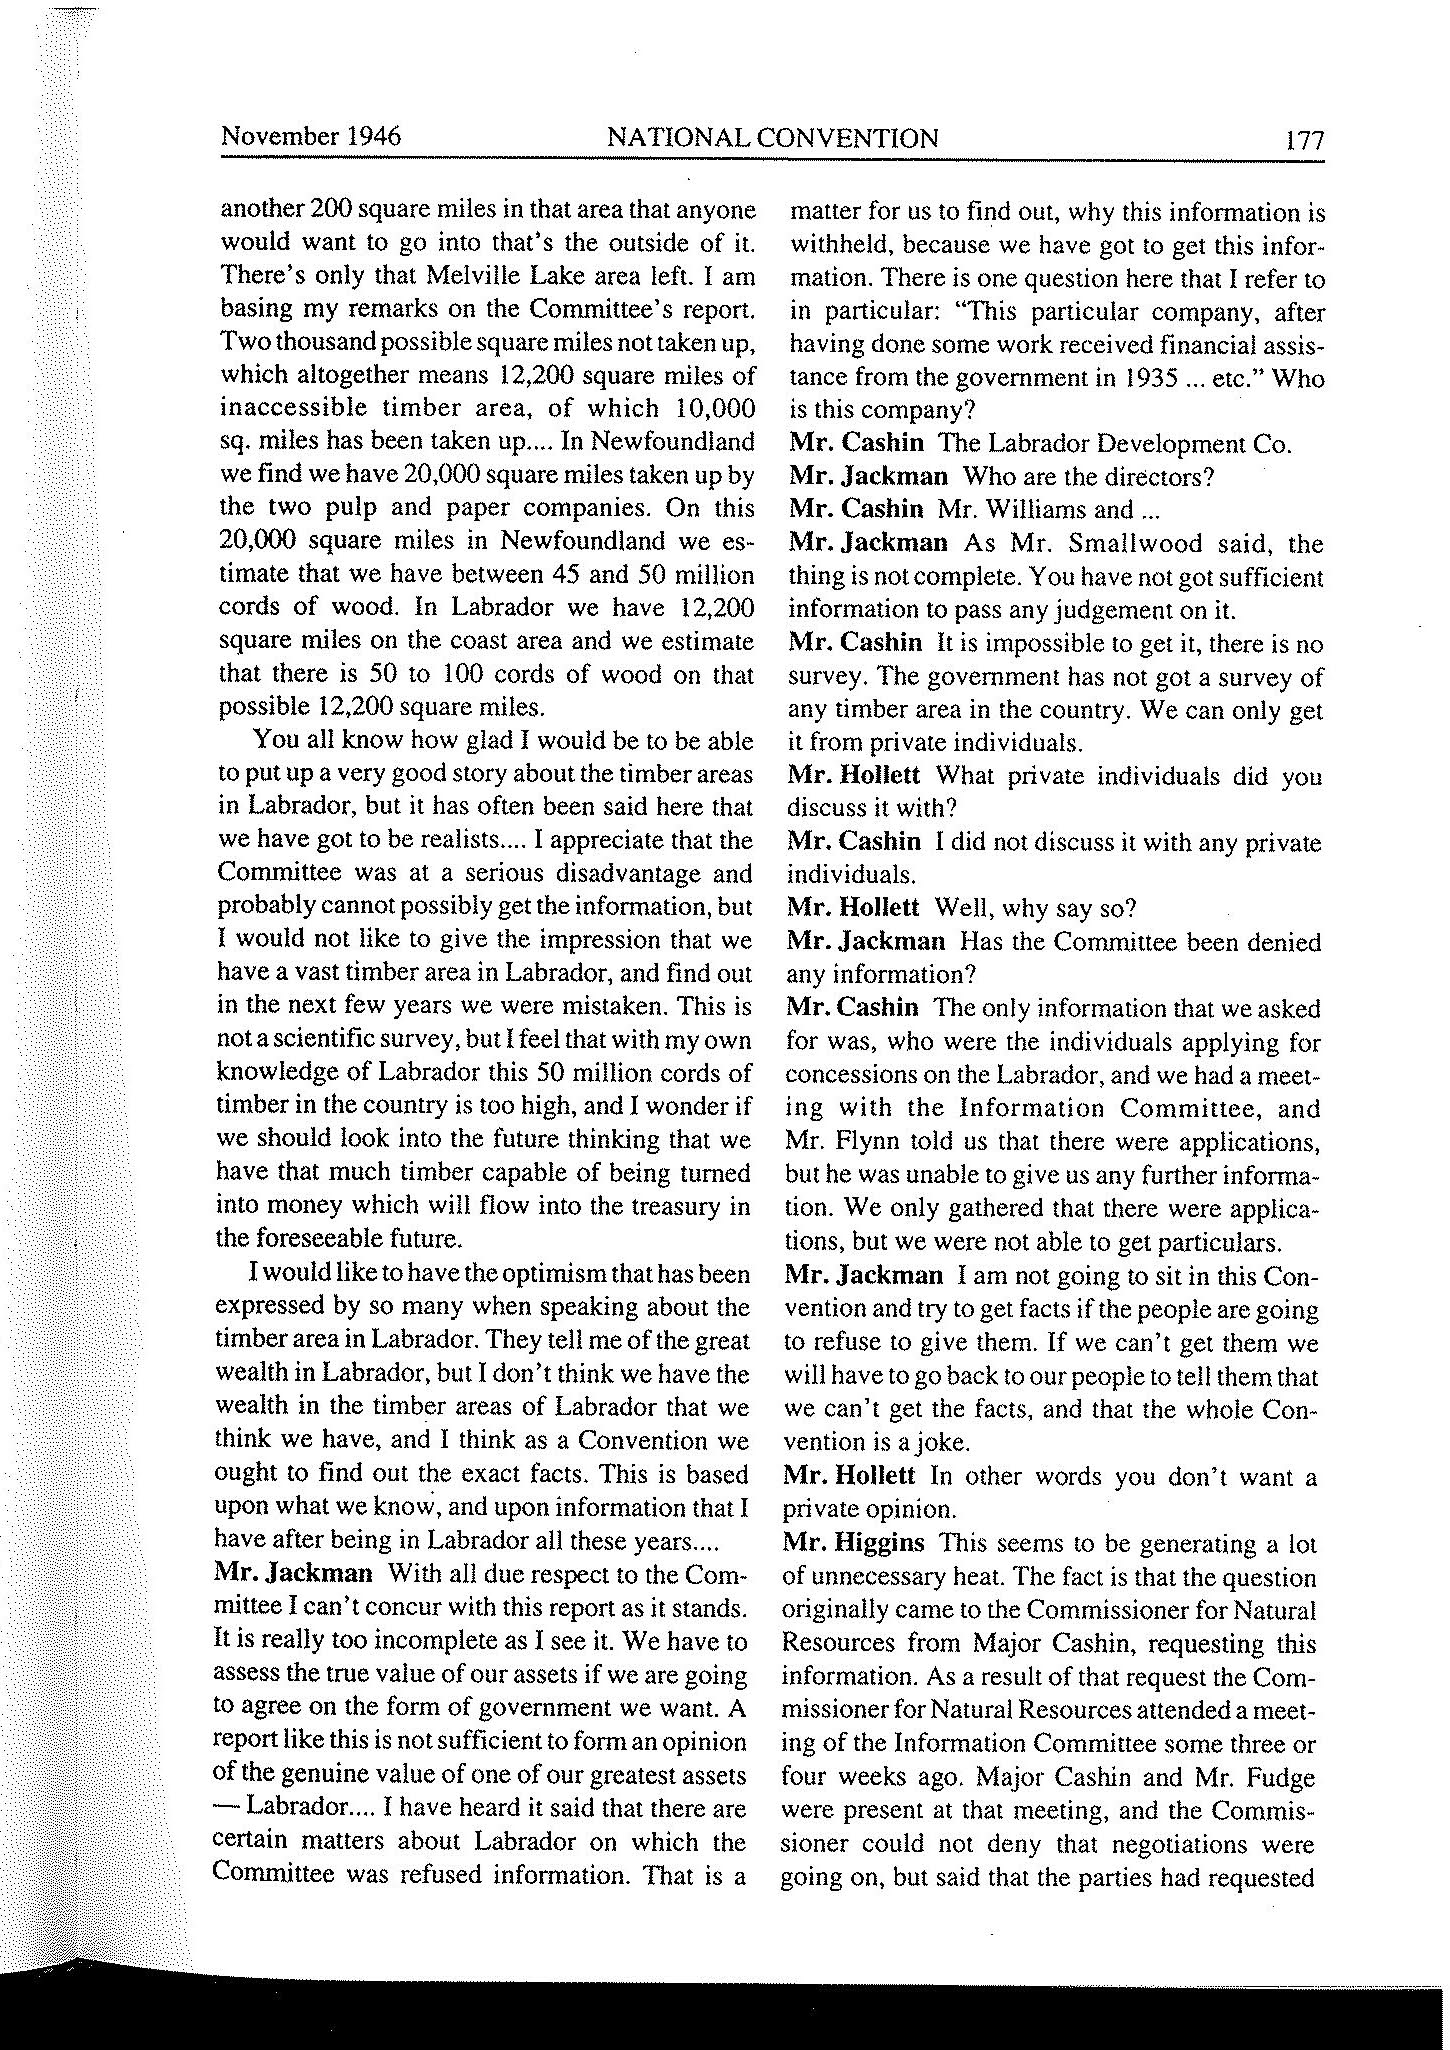 November 1946 NATIONAL CONVENTION 177
another 200 square miles in that area that anyone
would want to go into that's the outside of it.
There's only that Melville Lake area left. I am
basing my remarks on the Committee's report.
Two thousand possible square miles not taken up,
which altogether means 12,200 square miles of
inaccessible timber area, of which 10,000
sq. miles has been taken up.... In Newfoundland
we find we have 20,000 square miles taken up by
the two pulp and paper companies. On this
20,000 square miles in Newfoundland we es-
timate that we have between 45 and 50 million
cords of wood. In Labrador we have 12,200
square miles on the coast area and we estimate
that there is 50 to 100 cords of wood on that
possible 12,200 square miles.
You all know how glad I would be to be able
to put up a very good story about the timber areas
in Labrador, but it has often been said here that
we have got to be realists.... I appreciate that the
Committee was at a serious disadvantage and
probably cannot possibly get the information, but
I would not like to give the impression that we
have a vast timber area in Labrador, and find out
in the next few years we were mistaken. This is
not a scientific survey, but I feel that with my own
knowledge of Labrador this 50 million cords of
timber in the country is too high, and I wonder if
we should look into the future thinking that we
have that much timber capable of being turned
into money which will flow into the treasury in
the foreseeable future.
I would like to have the optimism that has been
expressed by so many when speaking about the
timber area in Labrador. They tell me of the great
wealth in Labrador, but I don't think we have the
wealth in the timber areas of Labrador that we
think we have, and I think as a Convention we
ought to find out the exact facts. This is based
upon what we know, and upon information that I
have after being in Labrador all these years....
Mr. Jackman With all due respect to the Com-
mittee I can't concur with this report as it stands.
It is really too incomplete as I see it. We have to
assess the true value of our assets if we are going
to agree on the form of government we want. A
report like this is not sufficient to form an opinion
of the genuine value of one of our greatest assets
— Labrador.... I have heard it said that there are
certain matters about Labrador on which the
Committee was refused information. That is a
matter for us to find out, why this information is
withheld, because we have got to get this infor-
mation. There is one question here that I refer to
in particular: "This particular company, after
having done some work received financial assis-
tance from the government in 1935 ... etc." Who
is this company?
Mr. Cashin The Labrador Development Co.
Mr. Jackman Who are the directors?
Mr. Cashin Mr. Williams and ...
Mr. Jackman As Mr. Smallwood said, the
thing is not complete. You have not got sufficient
information to pass any judgement on it.
Mr. Cashin It is impossible to get it, there is no
survey. The government has not got a survey of
any timber area in the country. We can only get
it from private individuals.
Mr. Hollett What private individuals did you
discuss it with?
Mr. Cashin I did not discuss it with any private
individuals.
Mr. Hollett Well, why say so?
Mr. Jackman Has the Committee been denied
any information?
Mr. Cashin The only information that we asked
for was, who were the individuals applying for
concessions on the Labrador, and we had a meet-
ing with the Information Committee, and
Mr. Flynn told us that there were applications,
but he was unable to give us any further informa-
tion. We only gathered that there were applica-
tions, but we were not able to get particulars.
Mr. Jackman I am not going to sit in this Con-
vention and try to get facts if the people are going
to refuse to give them. If we can't get them we
will have to go back to our people to tell them that
we can't get the facts, and that the whole Con-
vention is a joke.
Mr. Hollett In other words you don't want a
private opinion.
Mr. Higgins This seems to be generating a lot
of unnecessary heat. The fact is that the question
originally came to the Commissioner for Natural
Resources from Major Cashin, requesting this
information. As a result of that request the Com-
missioner for Natural Resources attended a meet-
ing of the Information Committee some three or
four weeks ago. Major Cashin and Mr. Fudge
were present at that meeting, and the Commis-
sioner could not deny that negotiations were
going on, but said that the parties had requested